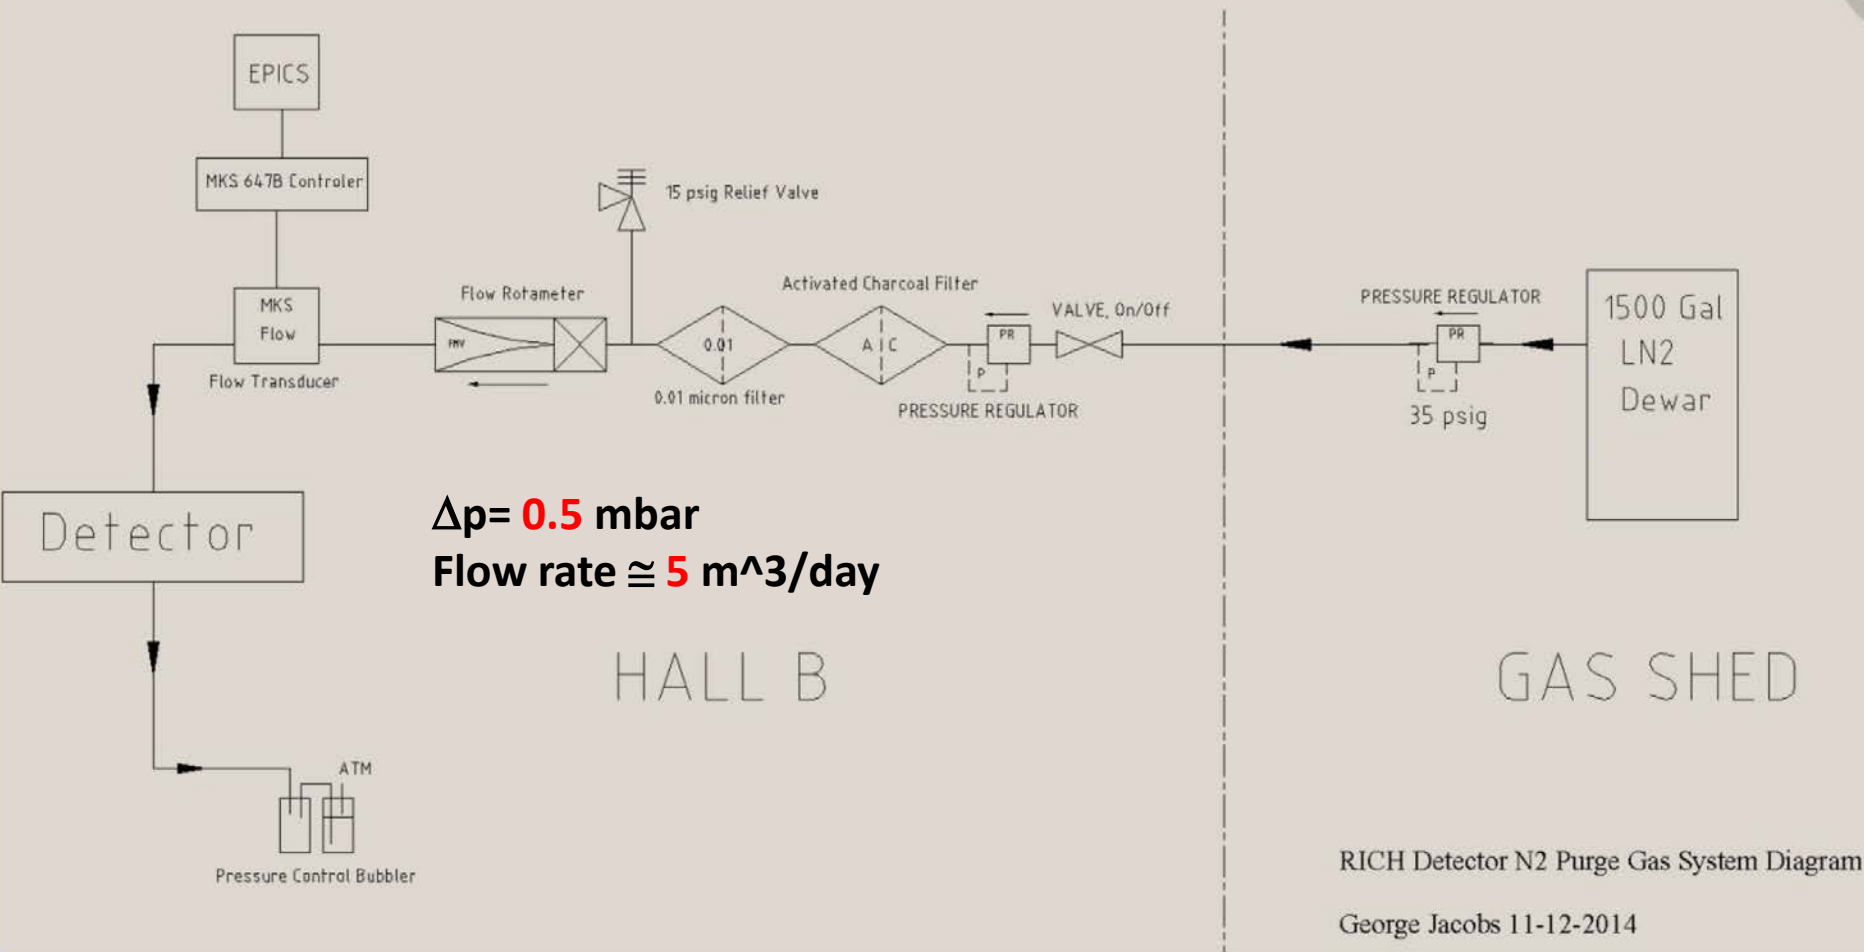 EPICS
MKS 647B Controler
15 psig Relief Valve
MKS
Flow
Flow Transducer
Flow Rotameter
FMV
0.01
0.01 micron filter
Activated Charcoal Filter
A C
PR
P
PRESSURE REGULATOR
VALVE, On/Off
PRESSURE REGULATOR
PR
P
35 psig
1500 Gal
LN2
Dewar
Detector
Δp= 0.5 mbar
Flow rate ≅ 5 m^3/day
HALL B
GAS SHED
ATM
Pressure Control Bubbler
RICH Detector N2 Purge Gas System Diagram
George Jacobs 11-12-2014